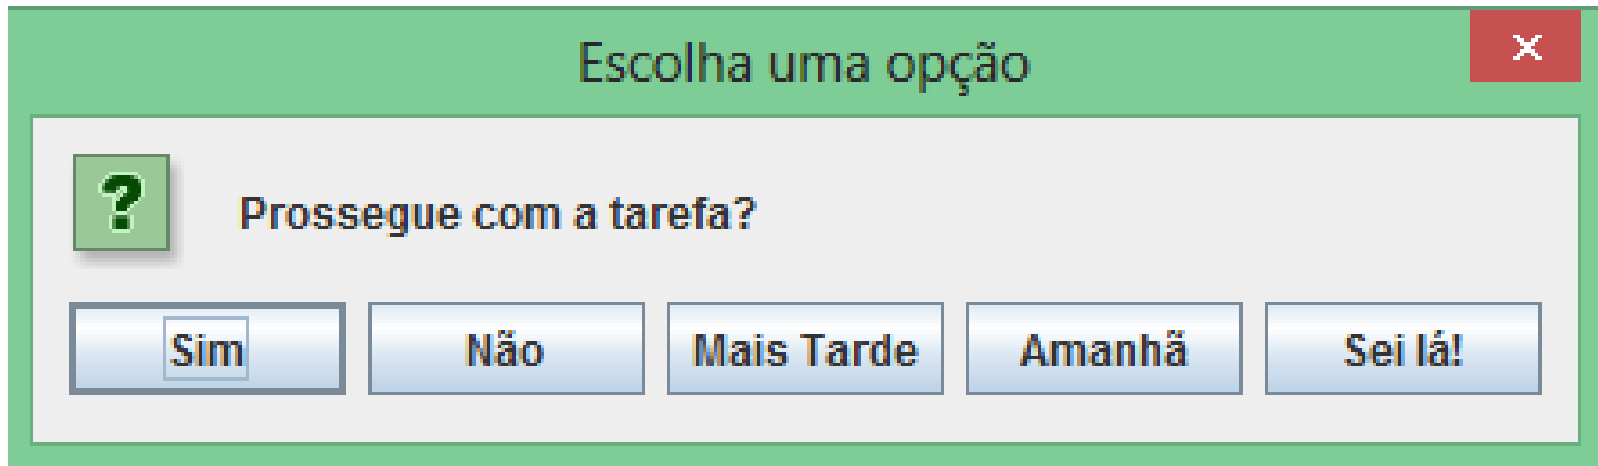 Escolha uma opção
x
?
Prossegue com a tarefa?
Sim Não Mais Tarde Amanhã Sei lá!